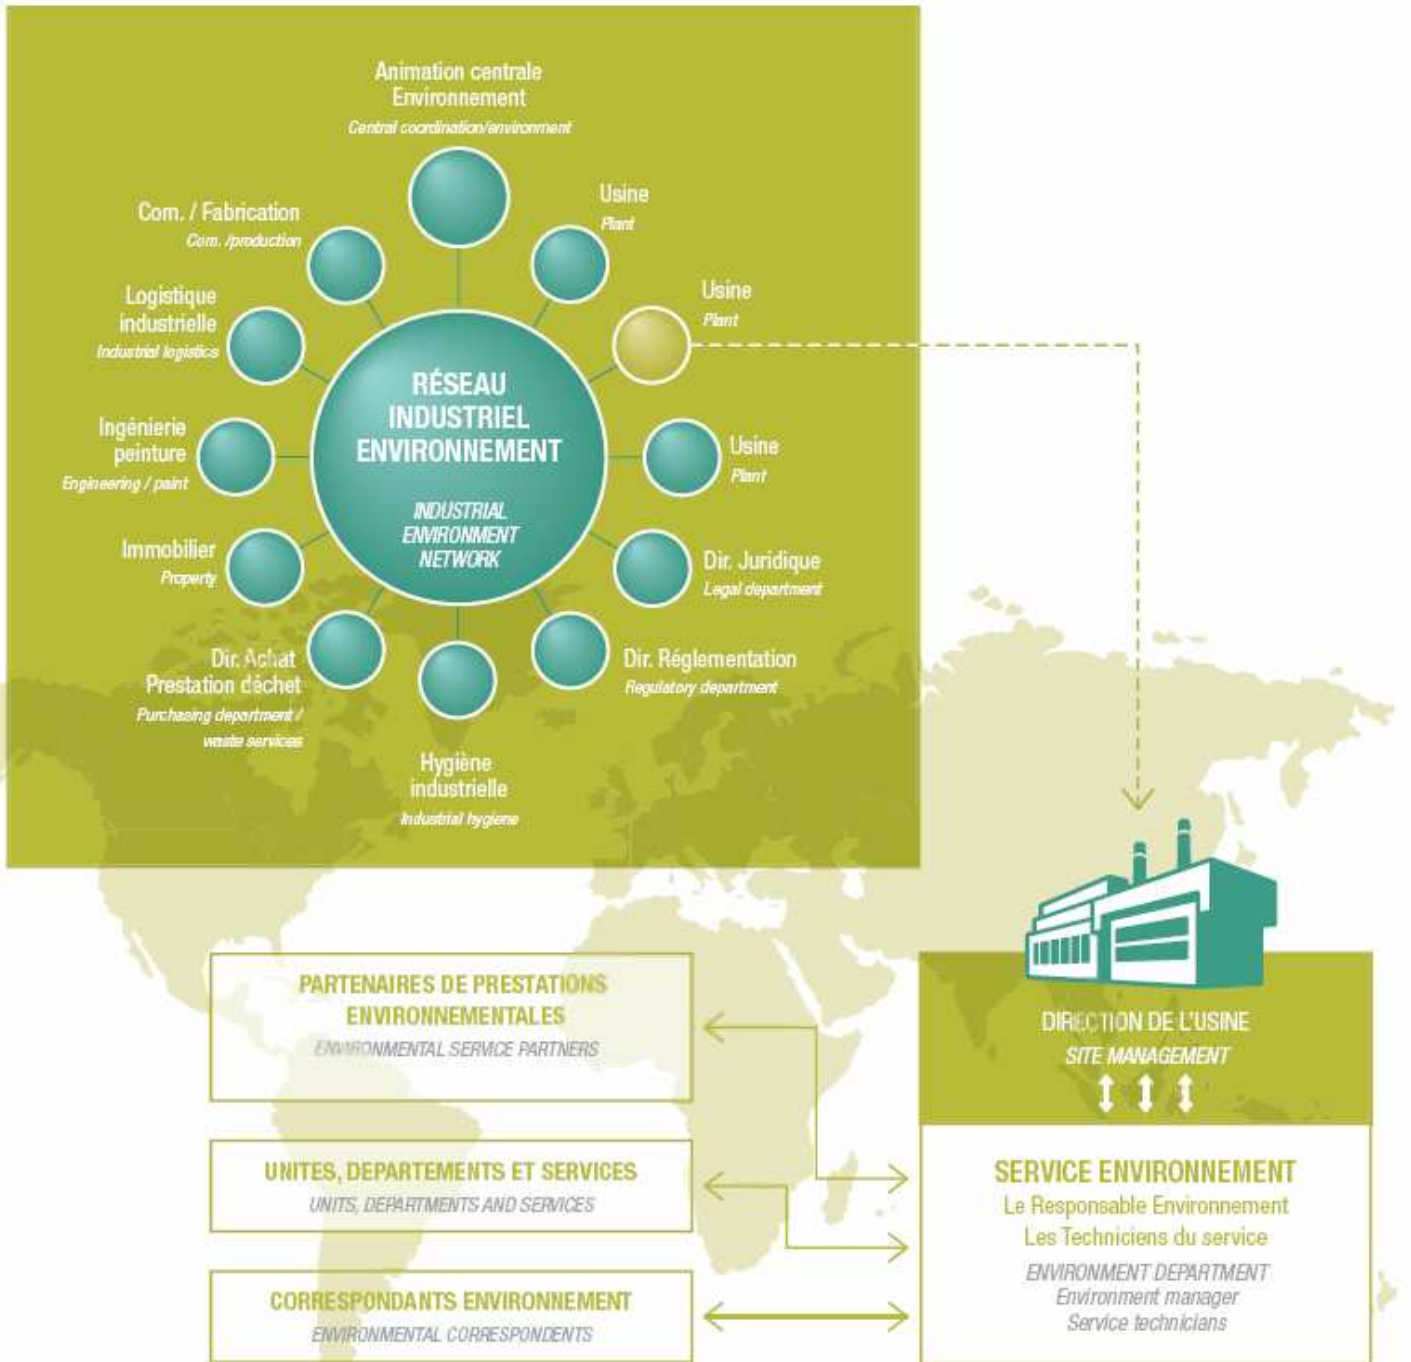 Animation centrale
Environnement
Central coordination/environment
Usine
Plant
Com. / Fabrication
Com. /production
Usine
Plant
Logistique
industrielle
Industrial logistics
RÉSEAU
INDUSTRIEL
ENVIRONNEMENT
INDUSTRIAL
ENVIRONMENT
NETWORK
Ingénierie
peinture
Engineering / paint
Usine
Plant
Immobilier
Property
Dir. Juridique
Legal department
Dir. Achat
Prestation déchet
Purchasing department /
waste services
Dir. Réglementation
Regulatory department
Hygiène
industrielle
Industrial hygiene
PARTENAIRES DE PRESTATIONS
ENVIRONNEMENTALES
ENVIRONMENTAL SERVICE PARTNERS
UNITES, DEPARTEMENTS ET SERVICES
UNITS, DEPARTMENTS AND SERVICES
CORRESPONDANTS ENVIRONNEMENT
ENVIRONMENTAL CORRESPONDENTS
DIRECTION DE L'USINE
SITE MANAGEMENT
SERVICE ENVIRONNEMENT
Le Responsable Environnement
Les Techniciens du service
ENVIRONMENT DEPARTMENT
Environment manager
Service technicians